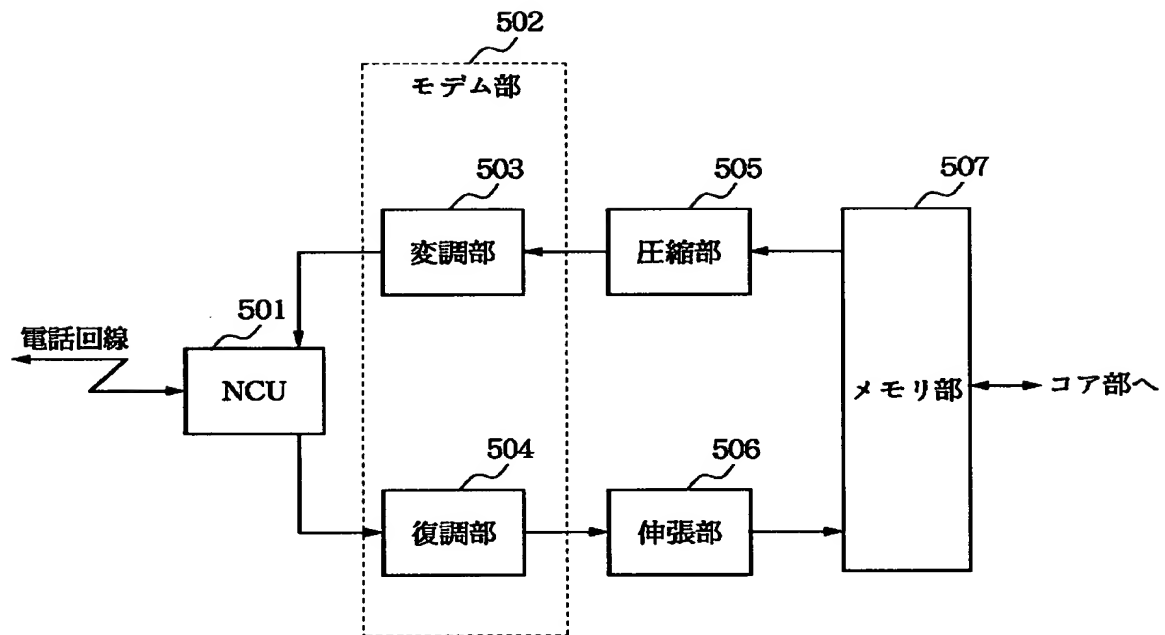 502
モデム部
503
505
507
変調部
圧縮部
501
電話回線
NCU
メモリ部
コア部へ
504
506
復調部
伸張部